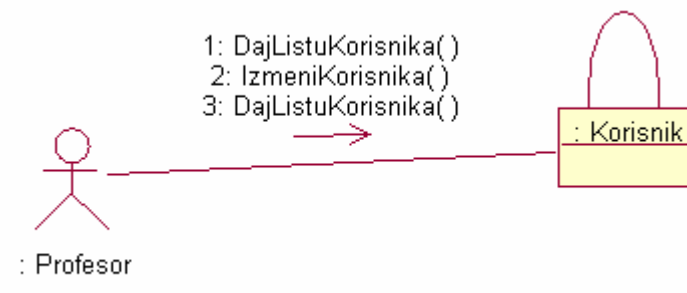 1: DajListuKorisnika( )
2: IzmeniKorisnika( )
3: DajListuKorisnika( )
: Korisnik
: Profesor